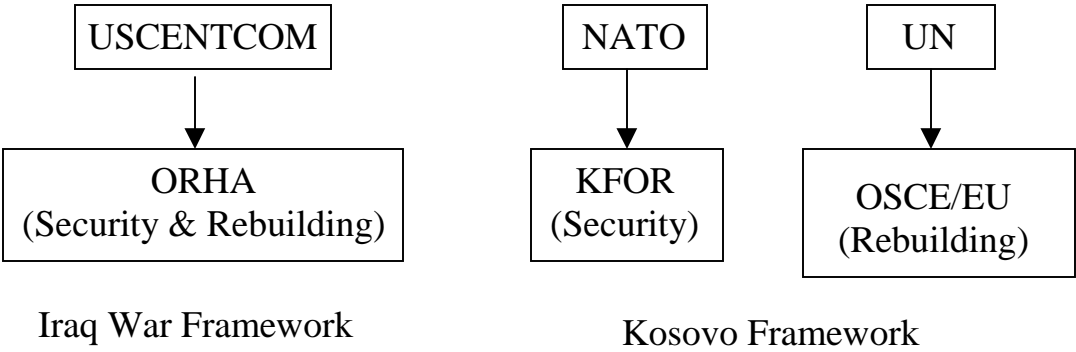 USCENTCOM
ORHA
(Security & Rebuilding)
Iraq War Framework
NATO
KFOR
(Security)
UN
OSCE/EU
(Rebuilding)
Kosovo Framework